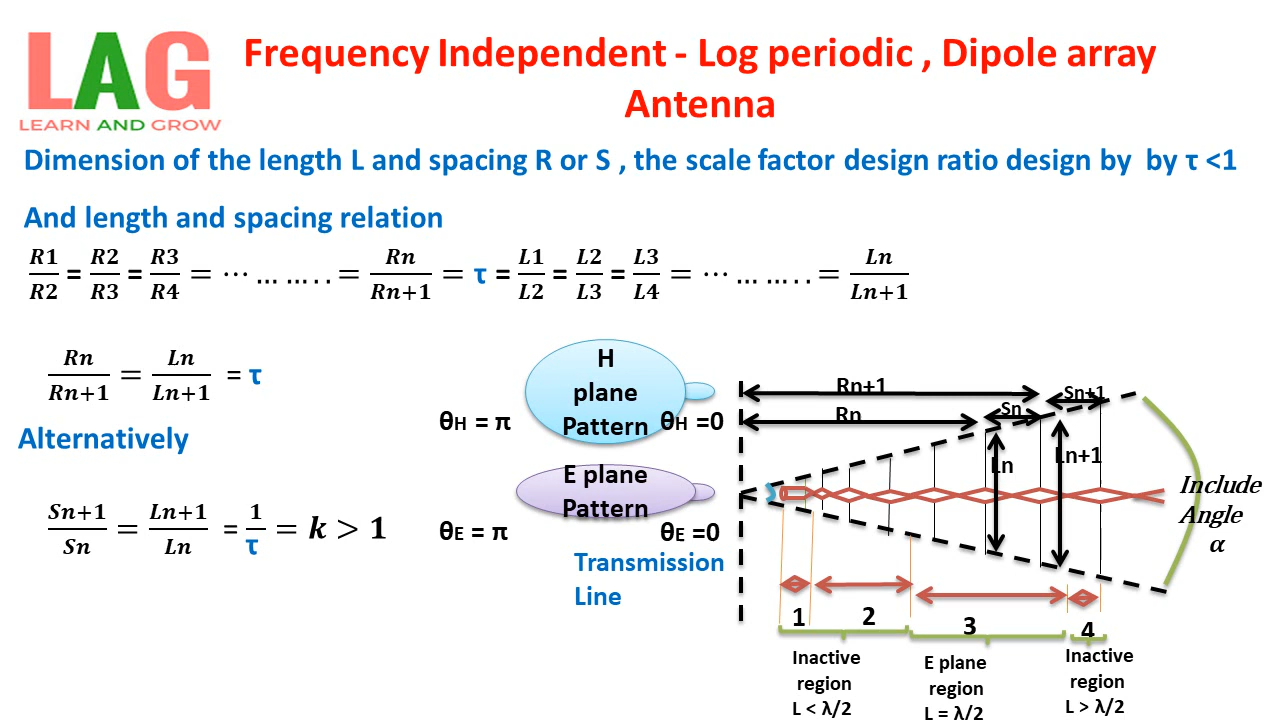 LAG
LEARN AND GROW
Frequency Independent - Log periodic , Dipole array
Antenna
Dimension of the length L and spacing R or S , the scale factor design ratio design by  by τ <1
And length and spacing relation
R1/R2 = R2/R3 = R3/R4 = ⋯ … … . . = Rn/Rn+1 = τ = L1/L2 = L2/L3 = L3/L4 = ⋯ … … . . = Ln/Ln+1
Rn/Rn+1 = Ln/Ln+1 = τ
Alternatively
Sn+1/Sn = Ln+1/Ln = 1/τ = k > 1
H
plane
Pattern
θH = π
θH =0
E plane
Pattern
θE = π
θE =0
Transmission
Line
Rn+1
Sn+1
Rn
Sn
Ln
Ln+1
Include
Angle
α
1
2
3
4
Inactive
region
L < λ/2
E plane
region
L = λ/2
Inactive
region
L > λ/2